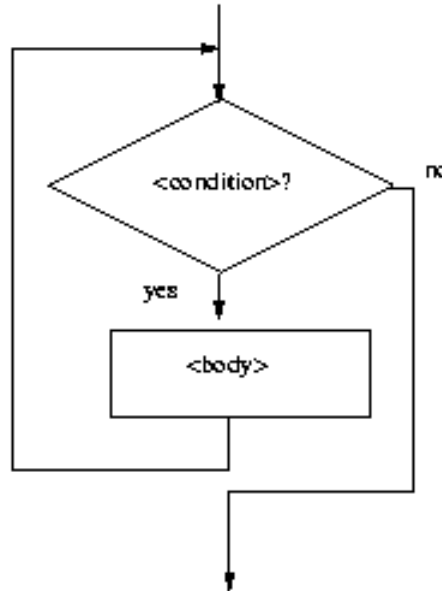 <condition>?
no
yes
<body>